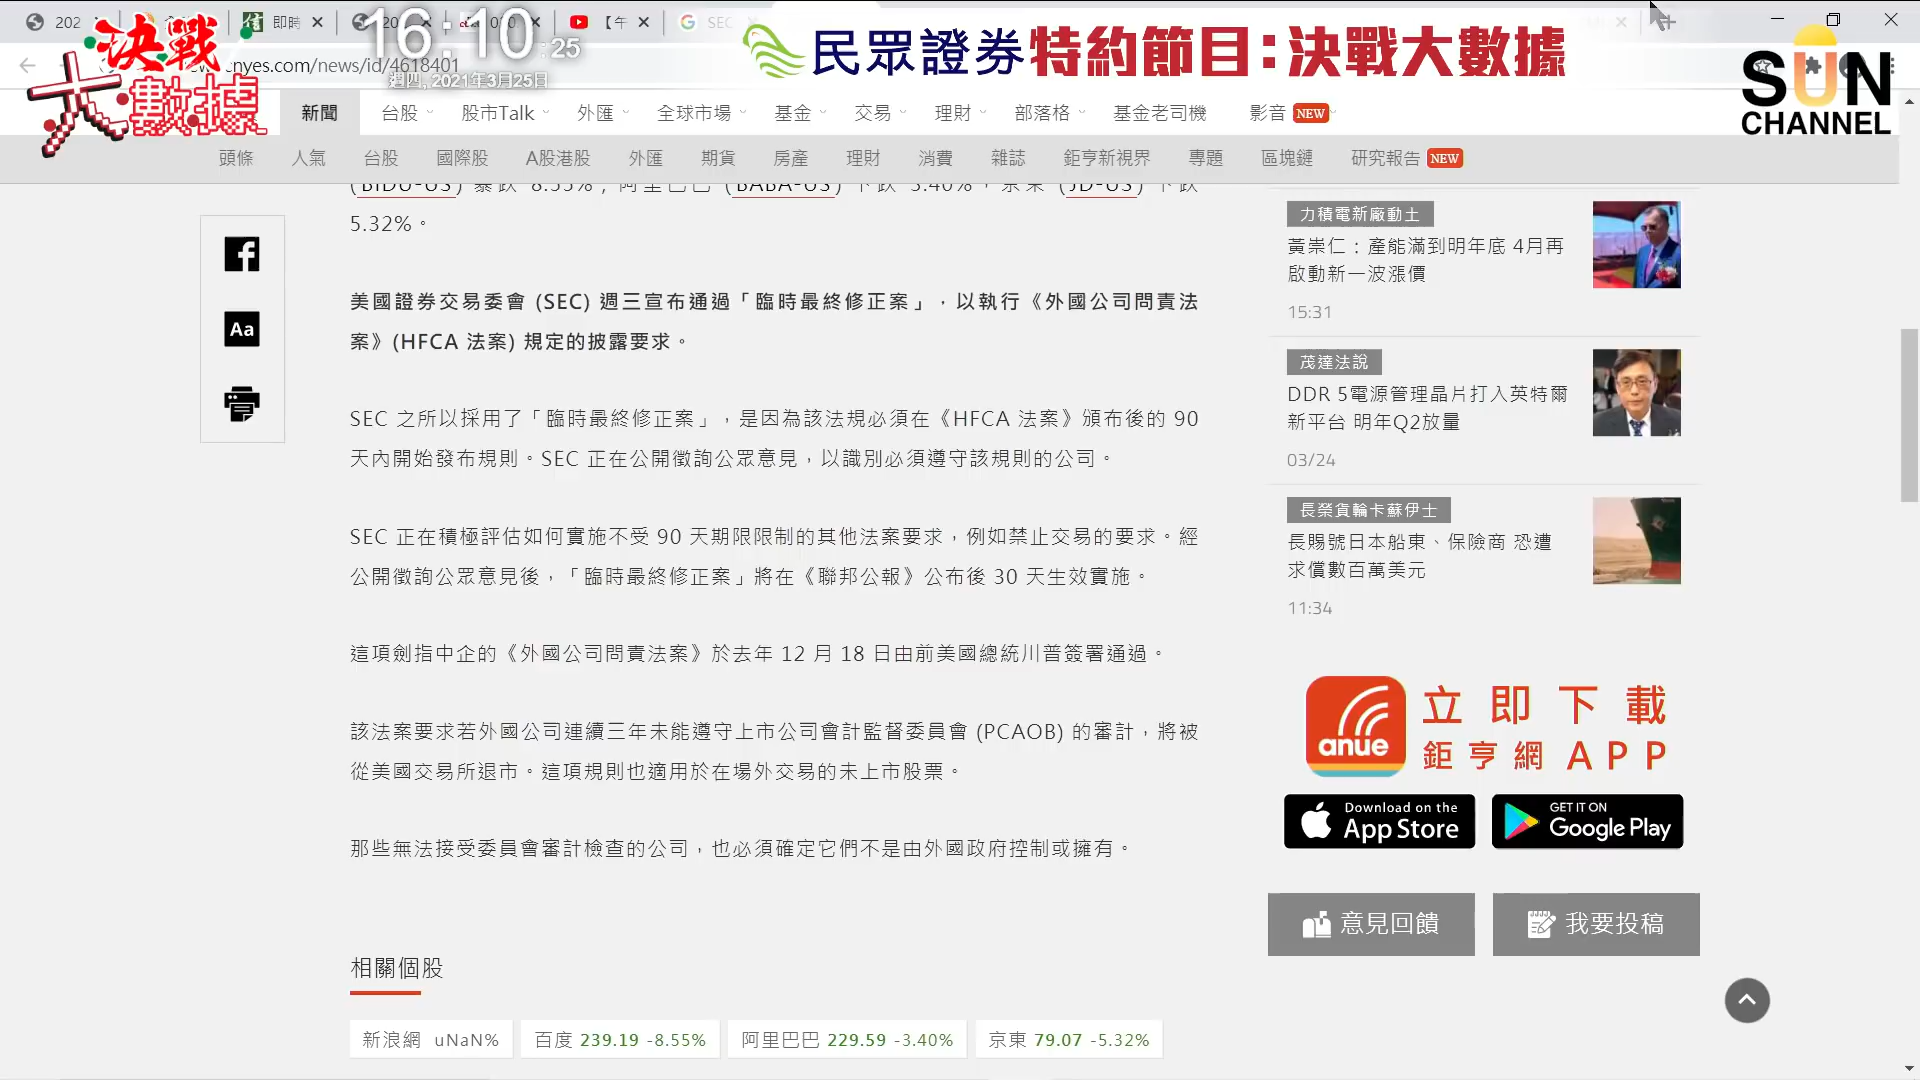 202
即時
202
【午
SEC
16:10:25
週四, 2021年3月25日
決戰
大數據
民眾證券特約節目:決戰大數據
SUN
CHANNEL
cnyes.com/news/id/4618401
新聞 台股 股市Talk 外匯 全球市場 基金 交易 理財 部落格 基金老司機 影音 NEW
頭條 人氣 台股 國際股 A股港股 外匯 期貨 房產 理財 消費 雜誌 鉅亨新視界 專題 區塊鏈 研究報告 NEW
(BIDU-US) 暴跌 8.55%;阿里巴巴 (BABA-US) 下跌 3.40%,京東 (JD-US) 下跌
5.32%。
美國證券交易委會 (SEC) 週三宣布通過「臨時最終修正案」,以執行《外國公司問責法
案》(HFCA 法案) 規定的披露要求。
SEC 之所以採用了「臨時最終修正案」,是因為該法規必須在《HFCA 法案》頒布後的 90
天內開始發布規則。SEC 正在公開徵詢公眾意見,以識別必須遵守該規則的公司。
SEC 正在積極評估如何實施不受 90 天期限限制的其他法案要求,例如禁止交易的要求。經
公開徵詢公眾意見後,「臨時最終修正案」將在《聯邦公報》公布後 30 天生效實施。
這項劍指中企的《外國公司問責法案》於去年 12 月 18 日由前美國總統川普簽署通過。
該法案要求若外國公司連續三年未能遵守上市公司會計監督委員會 (PCAOB) 的審計,將被
從美國交易所退市。這項規則也適用於在場外交易的未上市股票。
那些無法接受委員會審計檢查的公司,也必須確定它們不是由外國政府控制或擁有。
相關個股
新浪網 uNaN% 百度 239.19 -8.55% 阿里巴巴 229.59 -3.40% 京東 79.07 -5.32%
Aa
力積電新廠動土
黃崇仁:產能滿到明年底 4月再
啟動新一波漲價
15:31
茂達法說
DDR 5電源管理晶片打入英特爾
新平台 明年Q2放量
03/24
長榮貨輪卡蘇伊士
長賜號日本船東、保險商 恐遭
求償數百萬美元
11:34
anue
立即下載
鉅亨網APP
Download on the
App Store
GET IT ON
Google Play
意見回饋
我要投稿